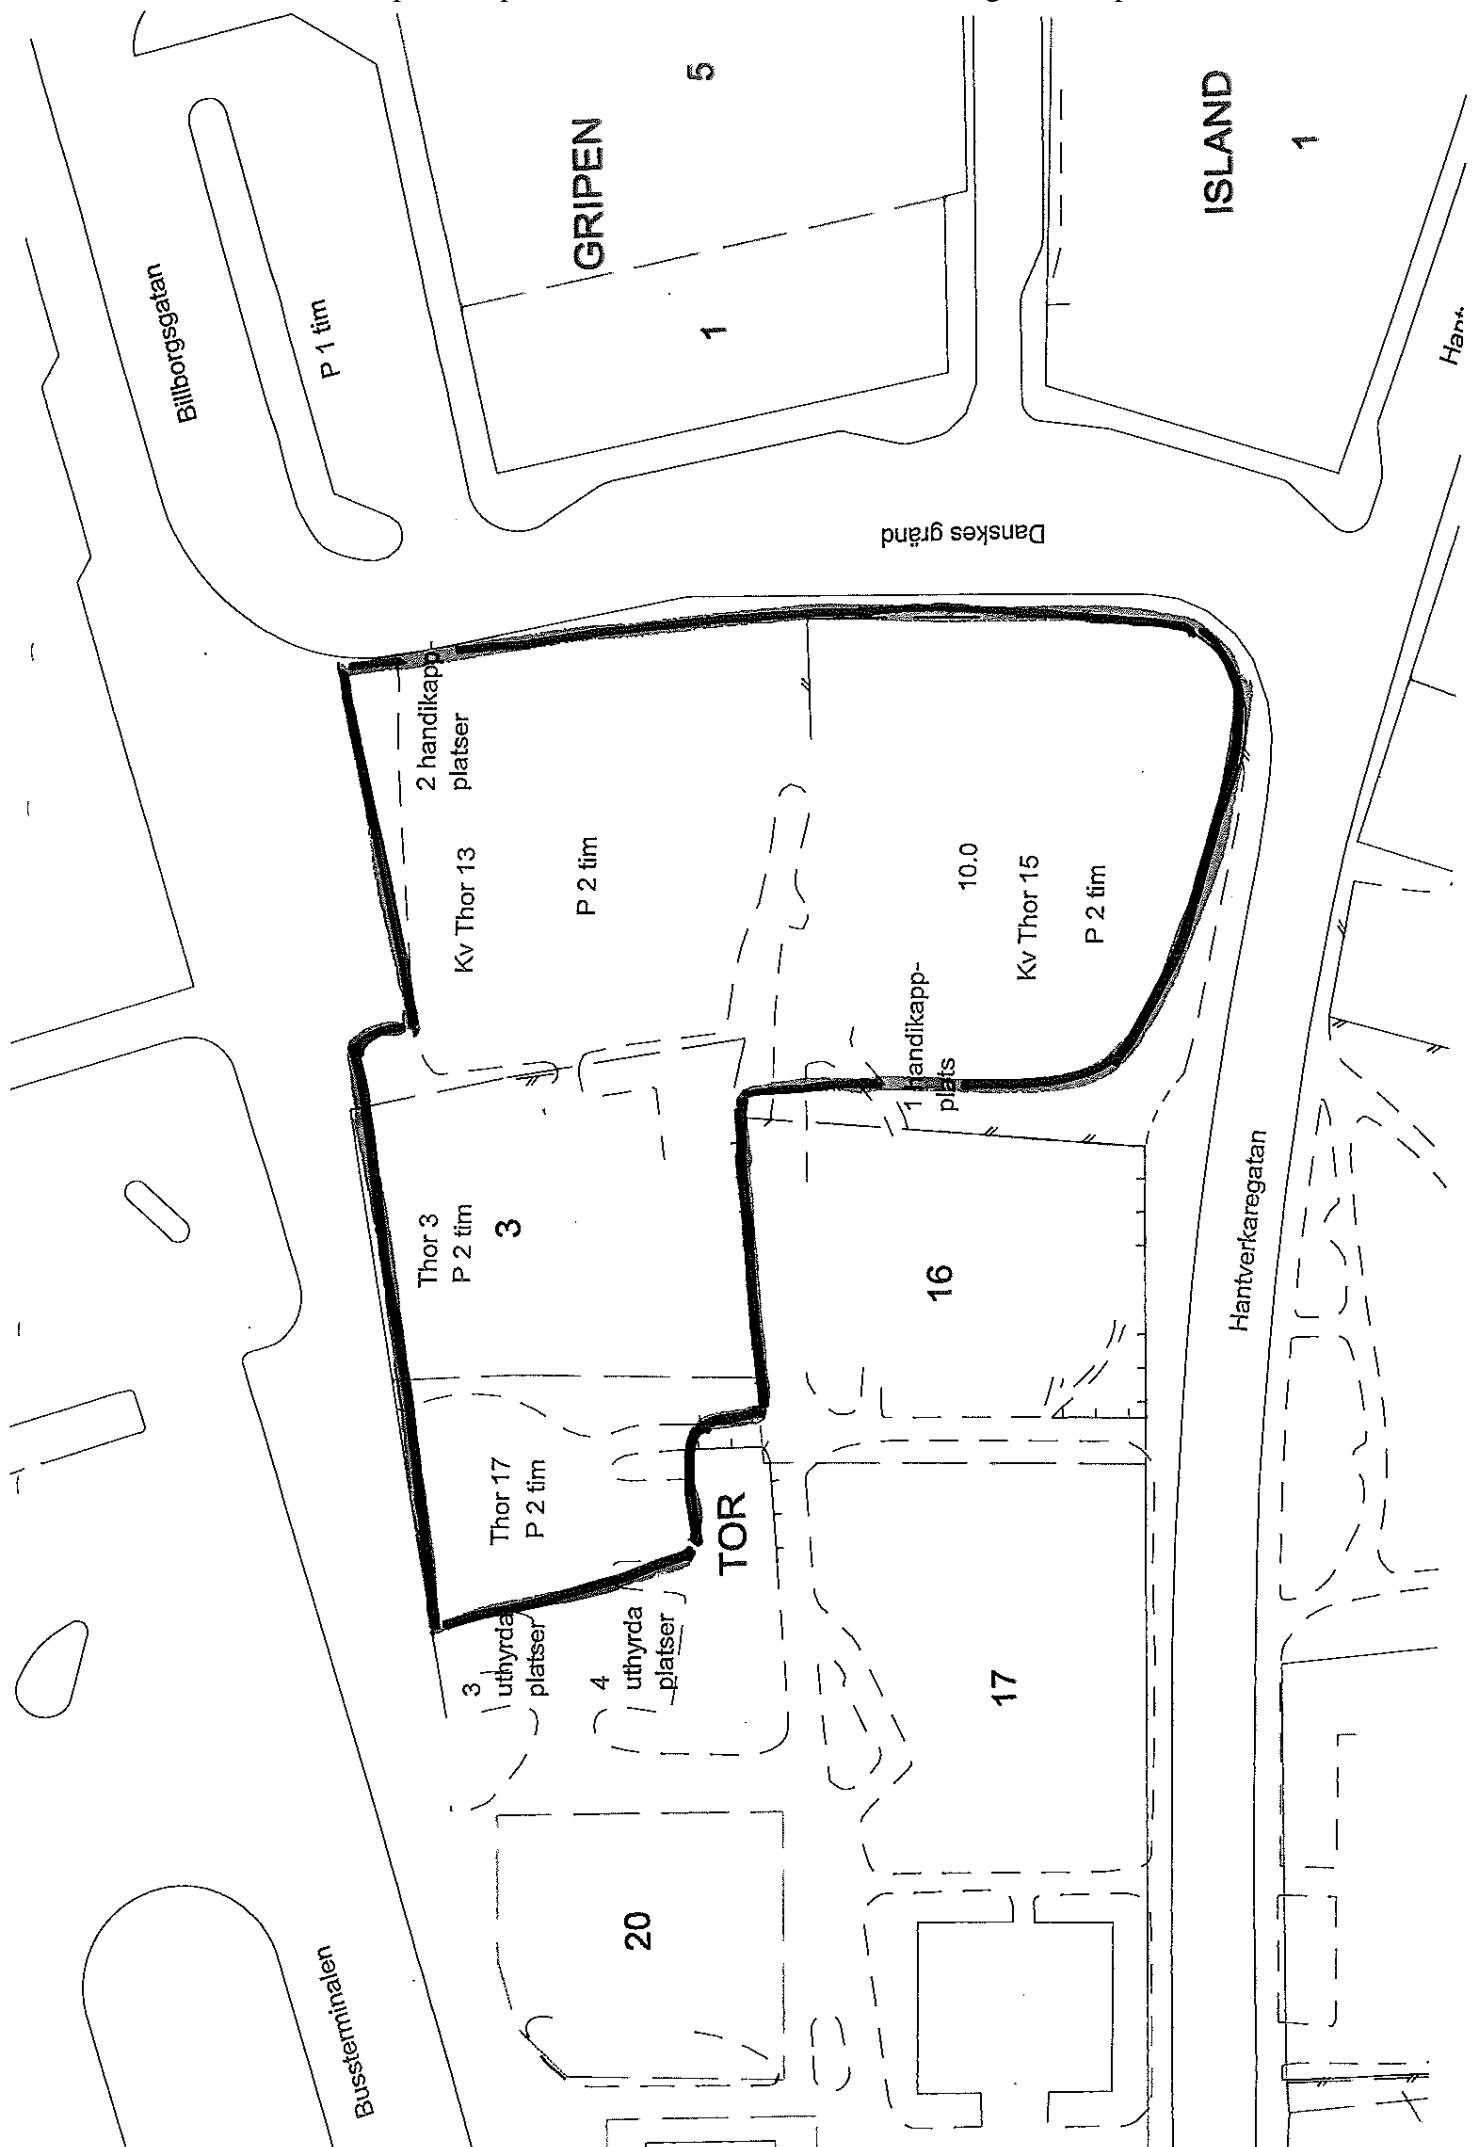 Billborgsgatan
P 1 tim
GRIPEN
5
1
ISLAND
1
Danskes gränd
2 handikapp-
platser
Kv Thor 13
P 2 tim
10.0
Kv Thor 15
P 2 tim
1 handikapp-
plats
Thor 3
P 2 tim
3
16
Hantverkaregatan
Thor 17
P 2 tim
TOR
3
uthyrda
platser
4
uthyrda
platser
17
20
Bussterminalen